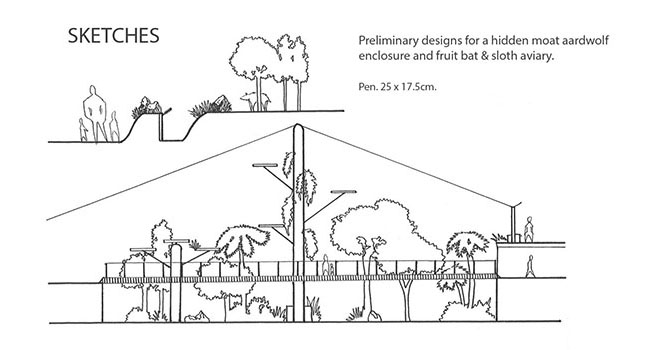 SKETCHES
Preliminary designs for a hidden moat aardwolf
enclosure and fruit bat & sloth aviary.
Pen. 25 x 17.5cm.